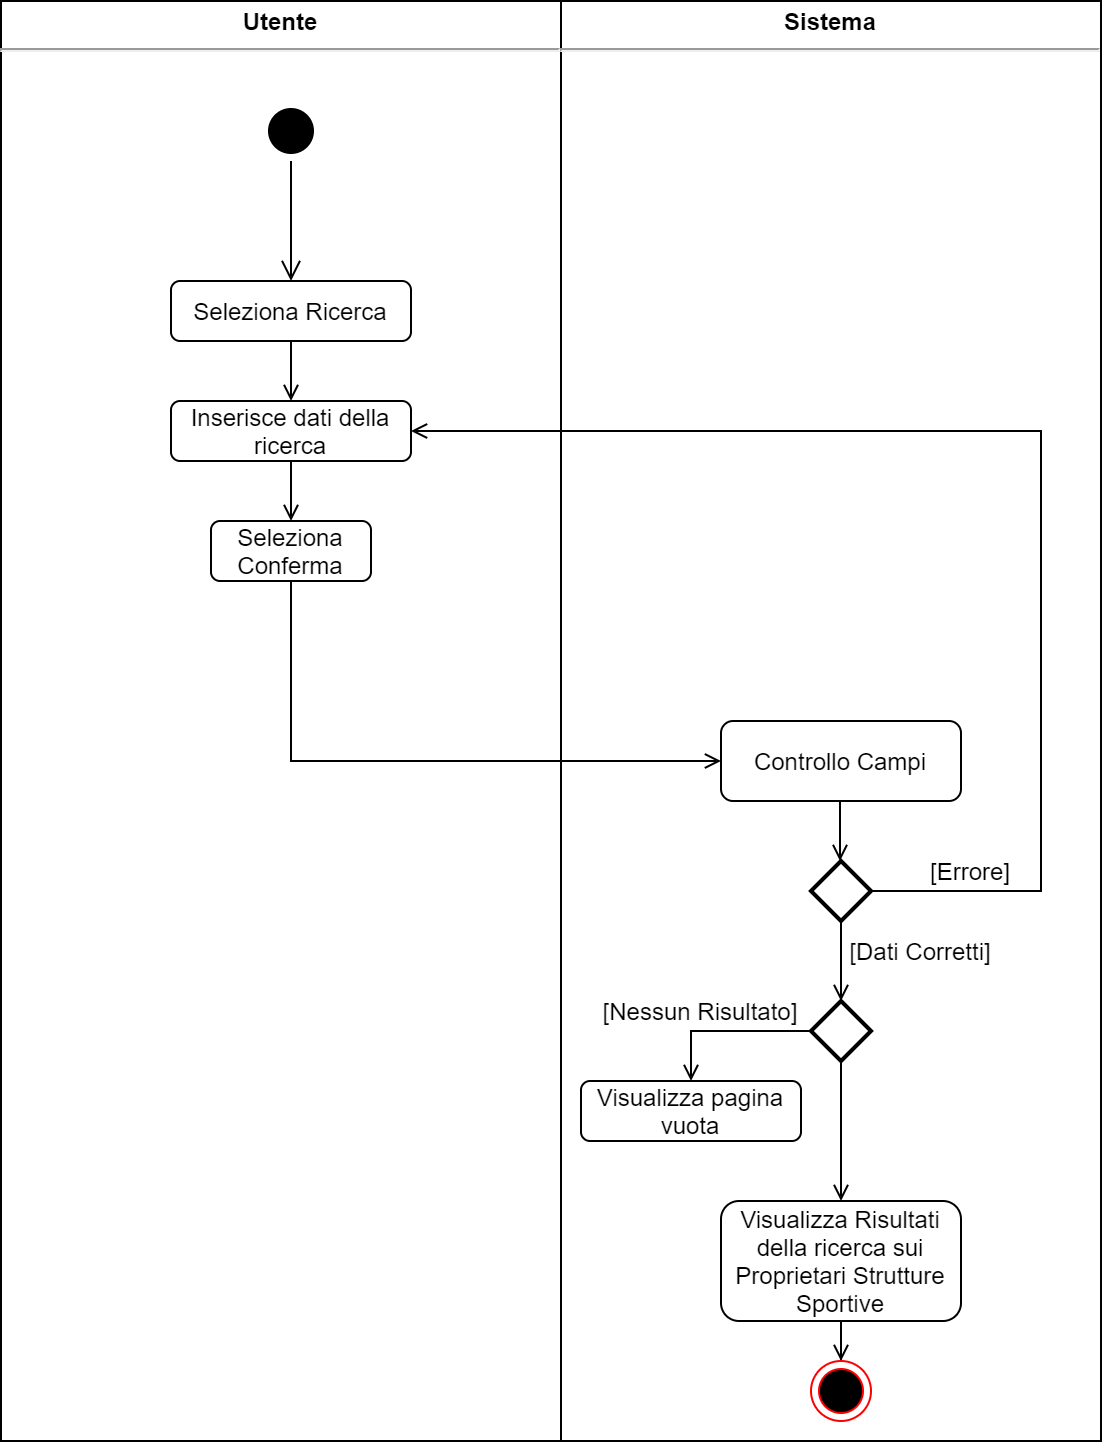 Utente
Sistema
Seleziona Ricerca
Inserisce dati della
ricerca
Seleziona
Conferma
Controllo Campi
[Errore]
[Dati Corretti]
[Nessun Risultato]
Visualizza pagina
vuota
Visualizza Risultati
della ricerca sui
Proprietari Strutture
Sportive